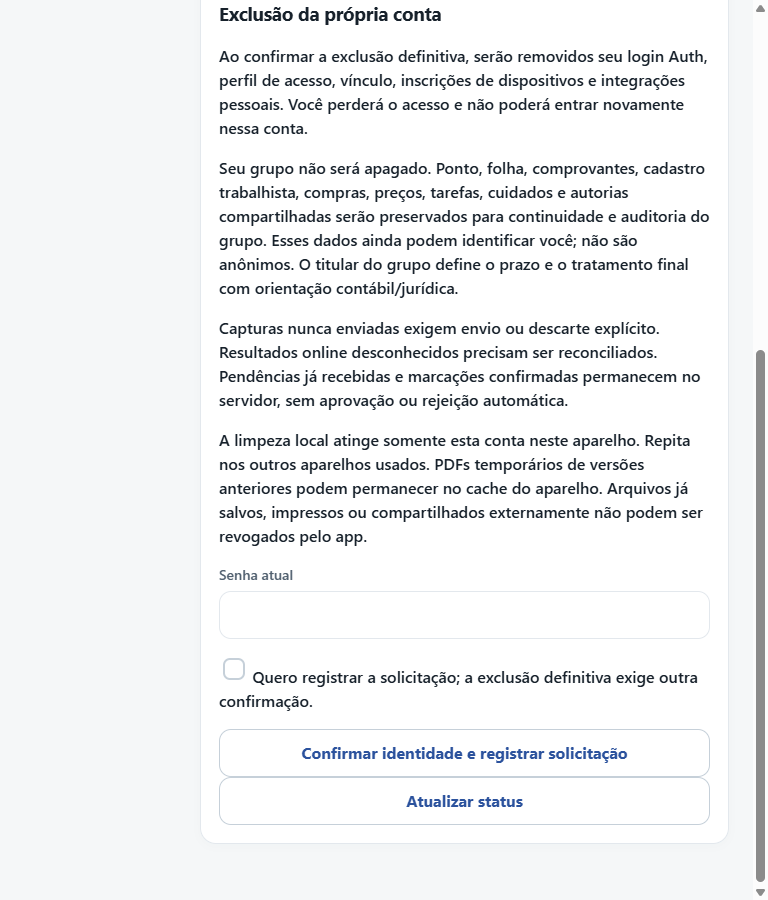 Exclusão da própria conta
Ao confirmar a exclusão definitiva, serão removidos seu login Auth,
perfil de acesso, vínculo, inscrições de dispositivos e integrações
pessoais. Você perderá o acesso e não poderá entrar novamente
nessa conta.
Seu grupo não será apagado. Ponto, folha, comprovantes, cadastro
trabalhista, compras, preços, tarefas, cuidados e autorias
compartilhadas serão preservados para continuidade e auditoria do
grupo. Esses dados ainda podem identificar você; não são
anônimos. O titular do grupo define o prazo e o tratamento final
com orientação contábil/jurídica.
Capturas nunca enviadas exigem envio ou descarte explícito.
Resultados online desconhecidos precisam ser reconciliados.
Pendências já recebidas e marcações confirmadas permanecem no
servidor, sem aprovação ou rejeição automática.
A limpeza local atinge somente esta conta neste aparelho. Repita
nos outros aparelhos usados. PDFs temporários de versões
anteriores podem permanecer no cache do aparelho. Arquivos já
salvos, impressos ou compartilhados externamente não podem ser
revogados pelo app.
Senha atual
Quero registrar a solicitação; a exclusão definitiva exige outra
confirmação.
Confirmar identidade e registrar solicitação
Atualizar status